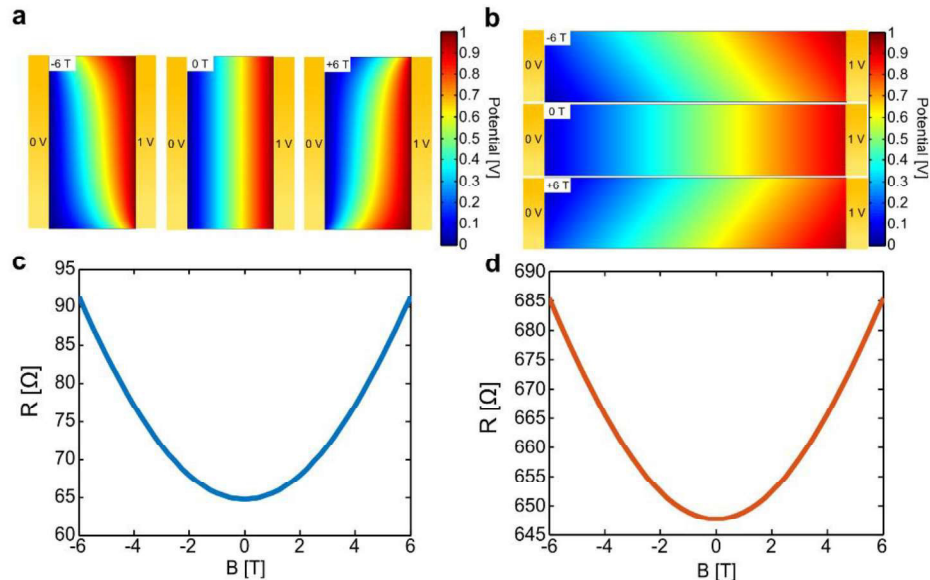 a
-6 T
0 T
+6 T
0 V
1 V
0 V
1 V
0 V
1 V
1
0.9
0.8
0.7
0.6
0.5
0.4
0.3
0.2
0.1
0
Potential [V]
b
-6 T
0 V
1 V
0 T
0 V
1 V
+6 T
0 V
1 V
1
0.9
0.8
0.7
0.6
0.5
0.4
0.3
0.2
0.1
0
Potential [V]
c
95
90
85
80
75
70
65
60
R [Ω]
-6 -4 -2 0 2 4 6
B [T]
d
690
685
680
675
670
665
660
655
650
645
R [Ω]
-6 -4 -2 0 2 4 6
B [T]